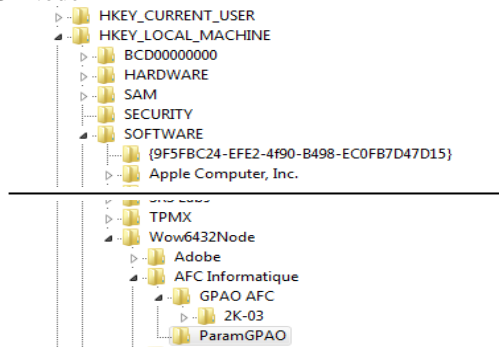 HKEY_CURRENT_USER
HKEY_LOCAL_MACHINE
BCD00000000
HARDWARE
SAM
SECURITY
SOFTWARE
{9F5FBC24-EFE2-4f90-B498-EC0FB7D47D15}
Apple Computer, Inc.
TPMX
Wow6432Node
Adobe
AFC Informatique
GPAO AFC
2K-03
ParamGPAO